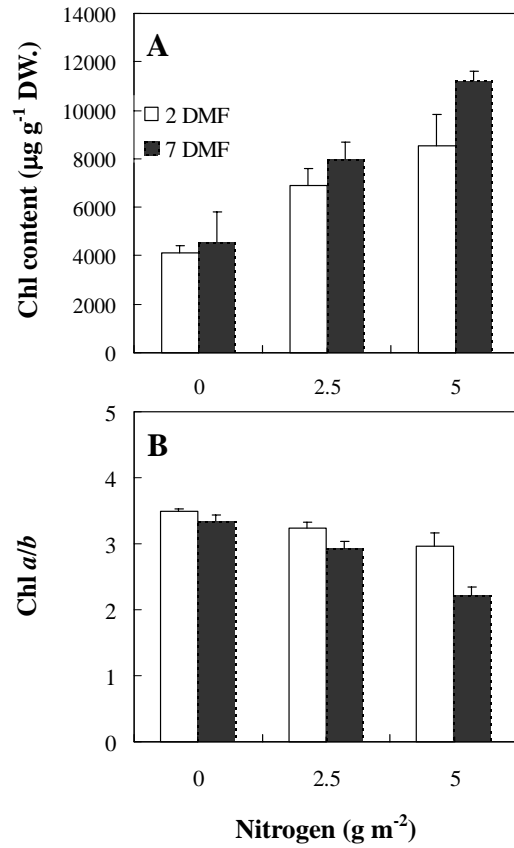 A
Chl content (µg g-1 DW.)
14000
12000
10000
8000
6000
4000
2000
0
2 DMF
7 DMF
0 2.5 5
B
Chl a/b
5
4
3
2
1
0
0 2.5 5
Nitrogen (g m-2)